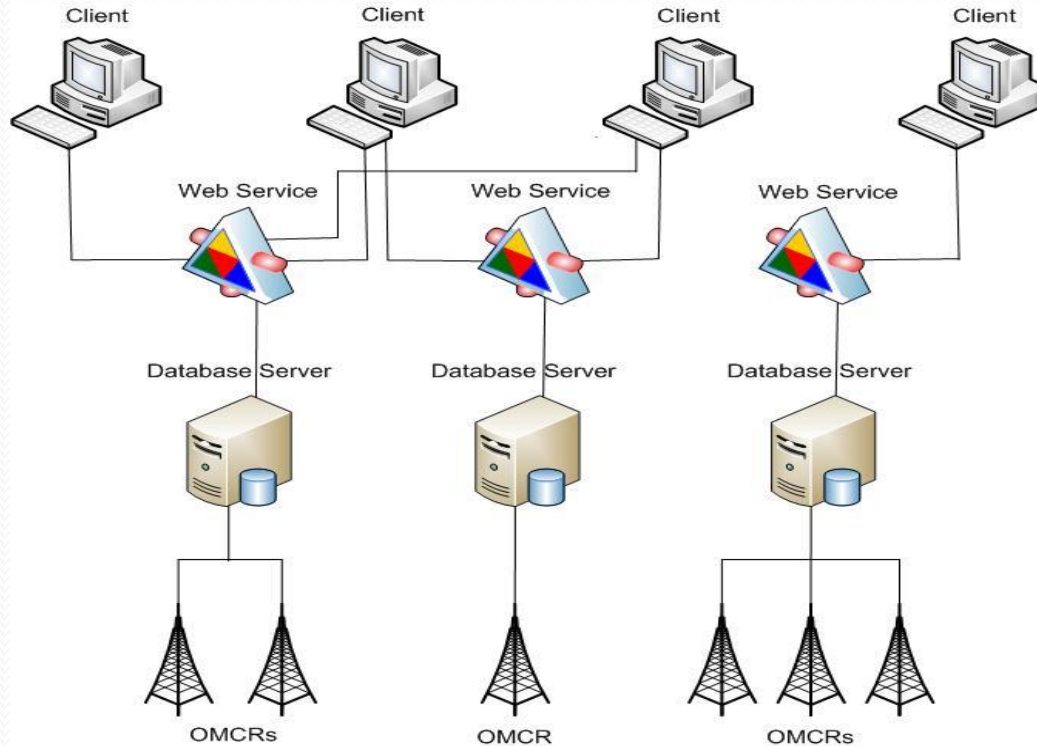 Client
Client
Client
Client
Web Service
Web Service
Web Service
Database Server
Database Server
Database Server
OMCRs
OMCR
OMCRs